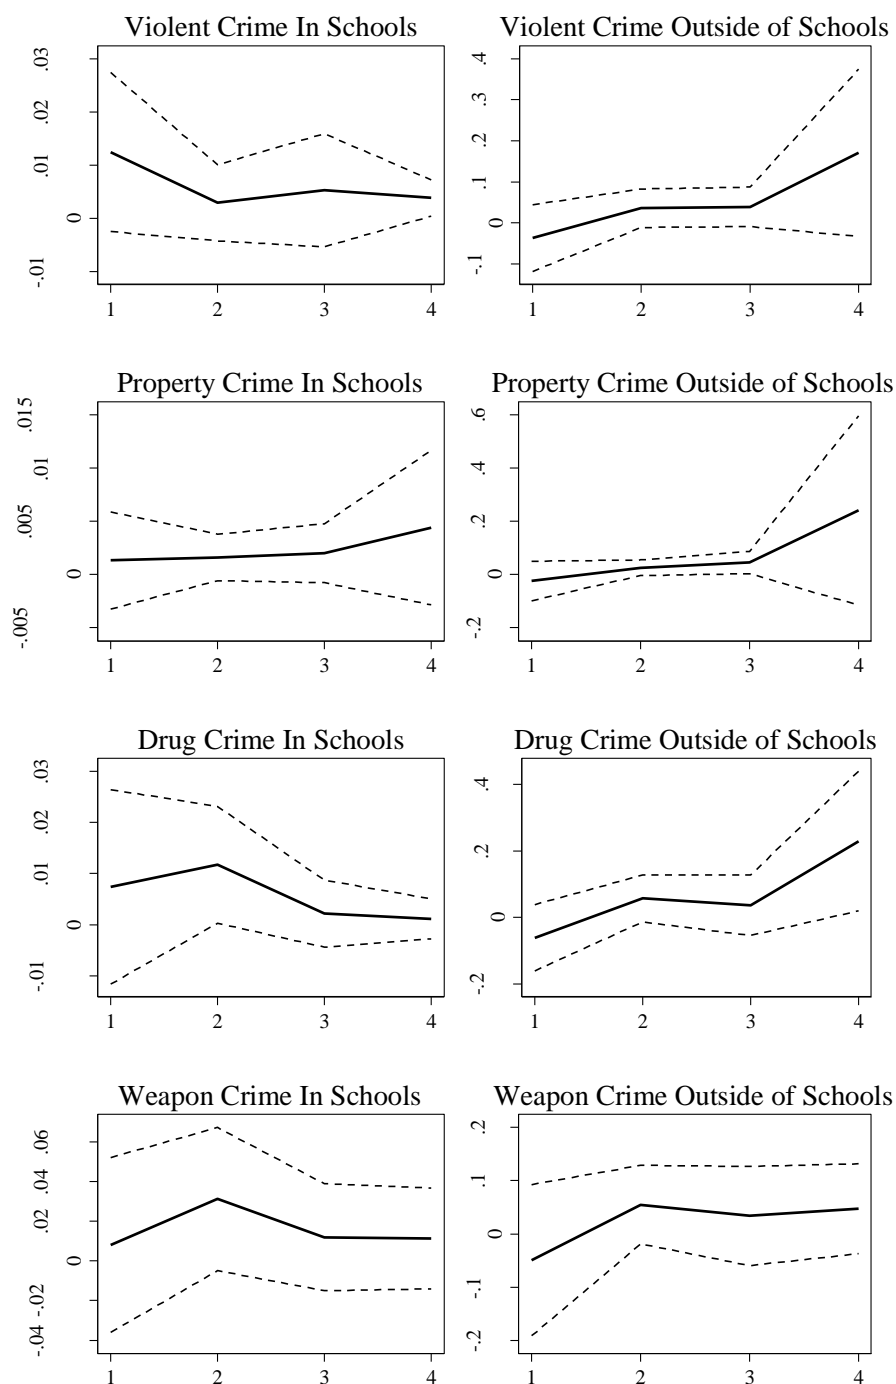 Violent Crime In Schools
.03
.02
.01
0
-.01
1 2 3 4
Violent Crime Outside of Schools
.4
.3
.2
.1
0
-.1
1 2 3 4
Property Crime In Schools
.015
.01
.005
0
-.005
1 2 3 4
Property Crime Outside of Schools
.6
.4
.2
0
-.2
1 2 3 4
Drug Crime In Schools
.03
.02
.01
0
-.01
1 2 3 4
Drug Crime Outside of Schools
.4
.2
0
-.2
1 2 3 4
Weapon Crime In Schools
.06
.04
.02
0
-.02
-.04
1 2 3 4
Weapon Crime Outside of Schools
.2
.1
0
-.1
-.2
1 2 3 4